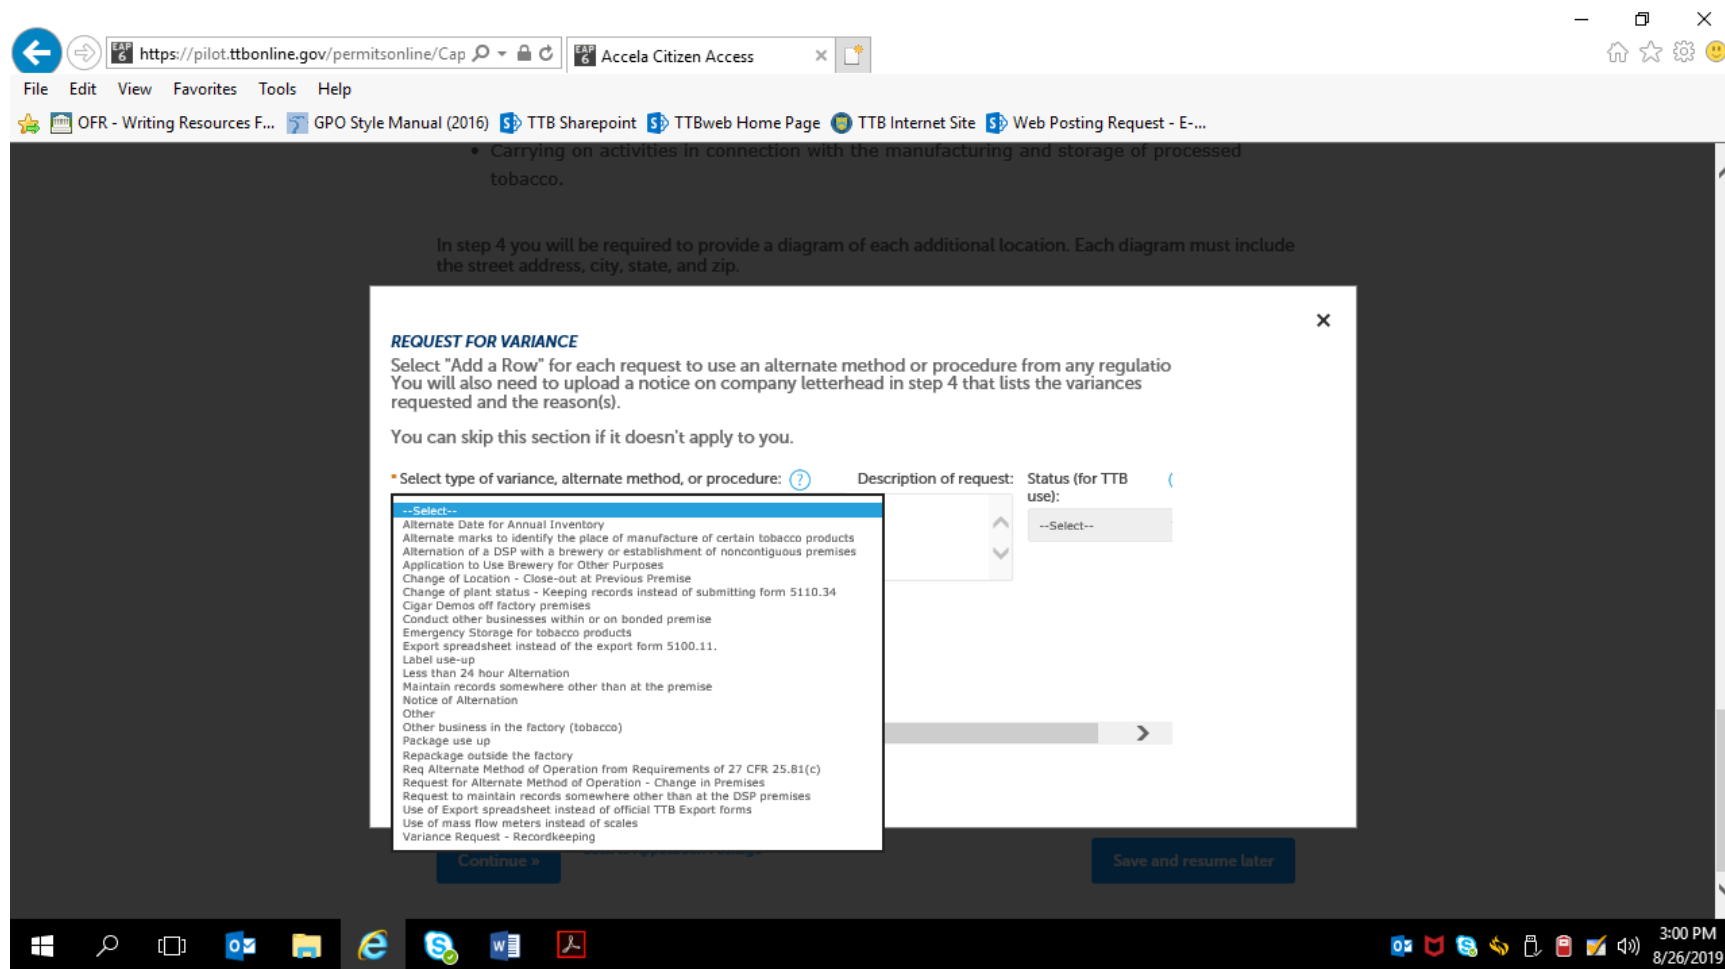 https://pilot.ttbonline.gov/permitsonline/Cap
Accela Citizen Access
File Edit View Favorites Tools Help
OFR - Writing Resources F... GPO Style Manual (2016) TTB Sharepoint TTBweb Home Page TTB Internet Site Web Posting Request - E-...
• Carrying on activities in connection with the manufacturing and storage of processed
tobacco.
In step 4 you will be required to provide a diagram of each additional location. Each diagram must include
the street address, city, state, and zip.
REQUEST FOR VARIANCE
Select "Add a Row" for each request to use an alternate method or procedure from any regulatio
You will also need to upload a notice on company letterhead in step 4 that lists the variances
requested and the reason(s).
You can skip this section if it doesn't apply to you.
* Select type of variance, alternate method, or procedure: ? Description of request: Status (for TTB
use):
--Select--
--Select--
Alternate Date for Annual Inventory
Alternate marks to identify the place of manufacture of certain tobacco products
Alternation of a DSP with a brewery or establishment of noncontiguous premises
Application to Use Brewery for Other Purposes
Change of Location - Close-out at Previous Premise
Change of plant status - Keeping records instead of submitting form 5110.34
Cigar Demos off factory premises
Conduct other businesses within or on bonded premise
Emergency Storage for tobacco products
Export spreadsheet instead of the export form 5100.11.
Label use-up
Less than 24 hour Alternation
Maintain records somewhere other than at the premise
Notice of Alternation
Other
Other business in the factory (tobacco)
Package use up
Repackage outside the factory
Req Alternate Method of Operation from Requirements of 27 CFR 25.81(c)
Request for Alternate Method of Operation - Change in Premises
Request to maintain records somewhere other than at the DSP premises
Use of Export spreadsheet instead of official TTB Export forms
Use of mass flow meters instead of scales
Variance Request - Recordkeeping
Continue »
Save and resume later
3:00 PM
8/26/2019